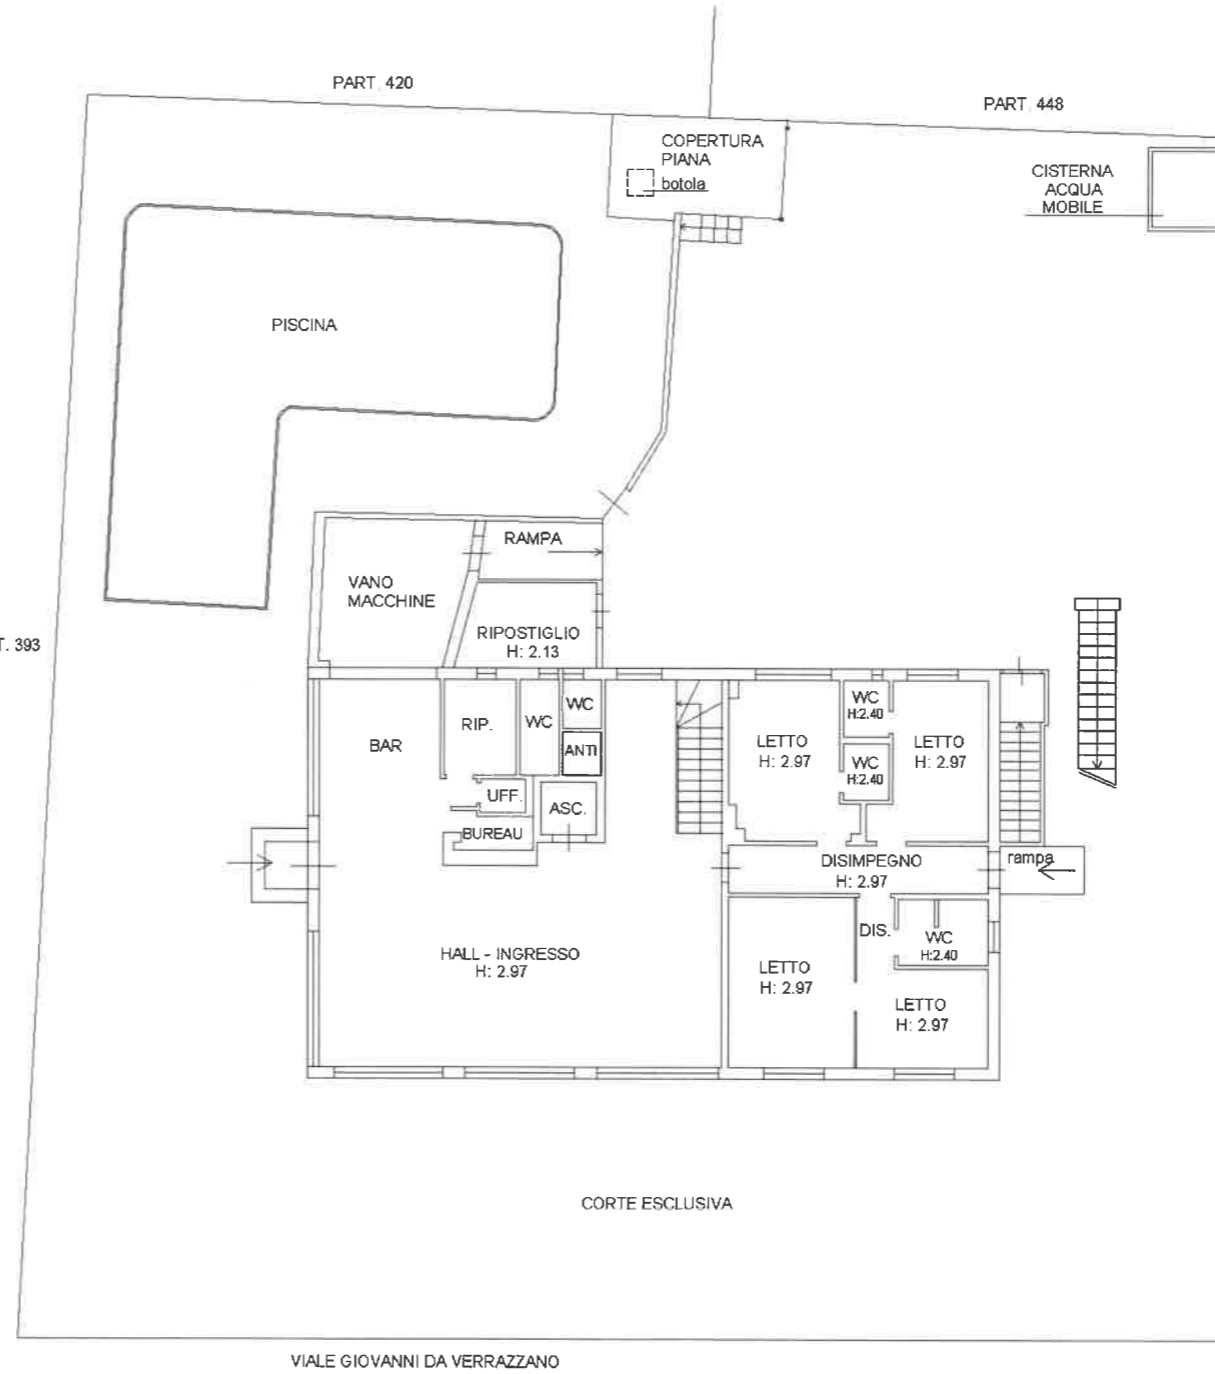 PART. 420
PART. 448
COPERTURA
PIANA
botola
CISTERNA
ACQUA
MOBILE
PISCINA
RAMPA
VANO
MACCHINE
RIPOSTIGLIO
H: 2.13
T. 393
BAR
RIP.
WC
WC
ANTI
UFF.
ASC.
BUREAU
LETTO
H: 2.97
WC
H:2.40
WC
H:2.40
LETTO
H: 2.97
DISIMPEGNO
H: 2.97
rampa
HALL - INGRESSO
H: 2.97
DIS.
WC
H:2.40
LETTO
H: 2.97
LETTO
H: 2.97
CORTE ESCLUSIVA
VIALE GIOVANNI DA VERRAZZANO